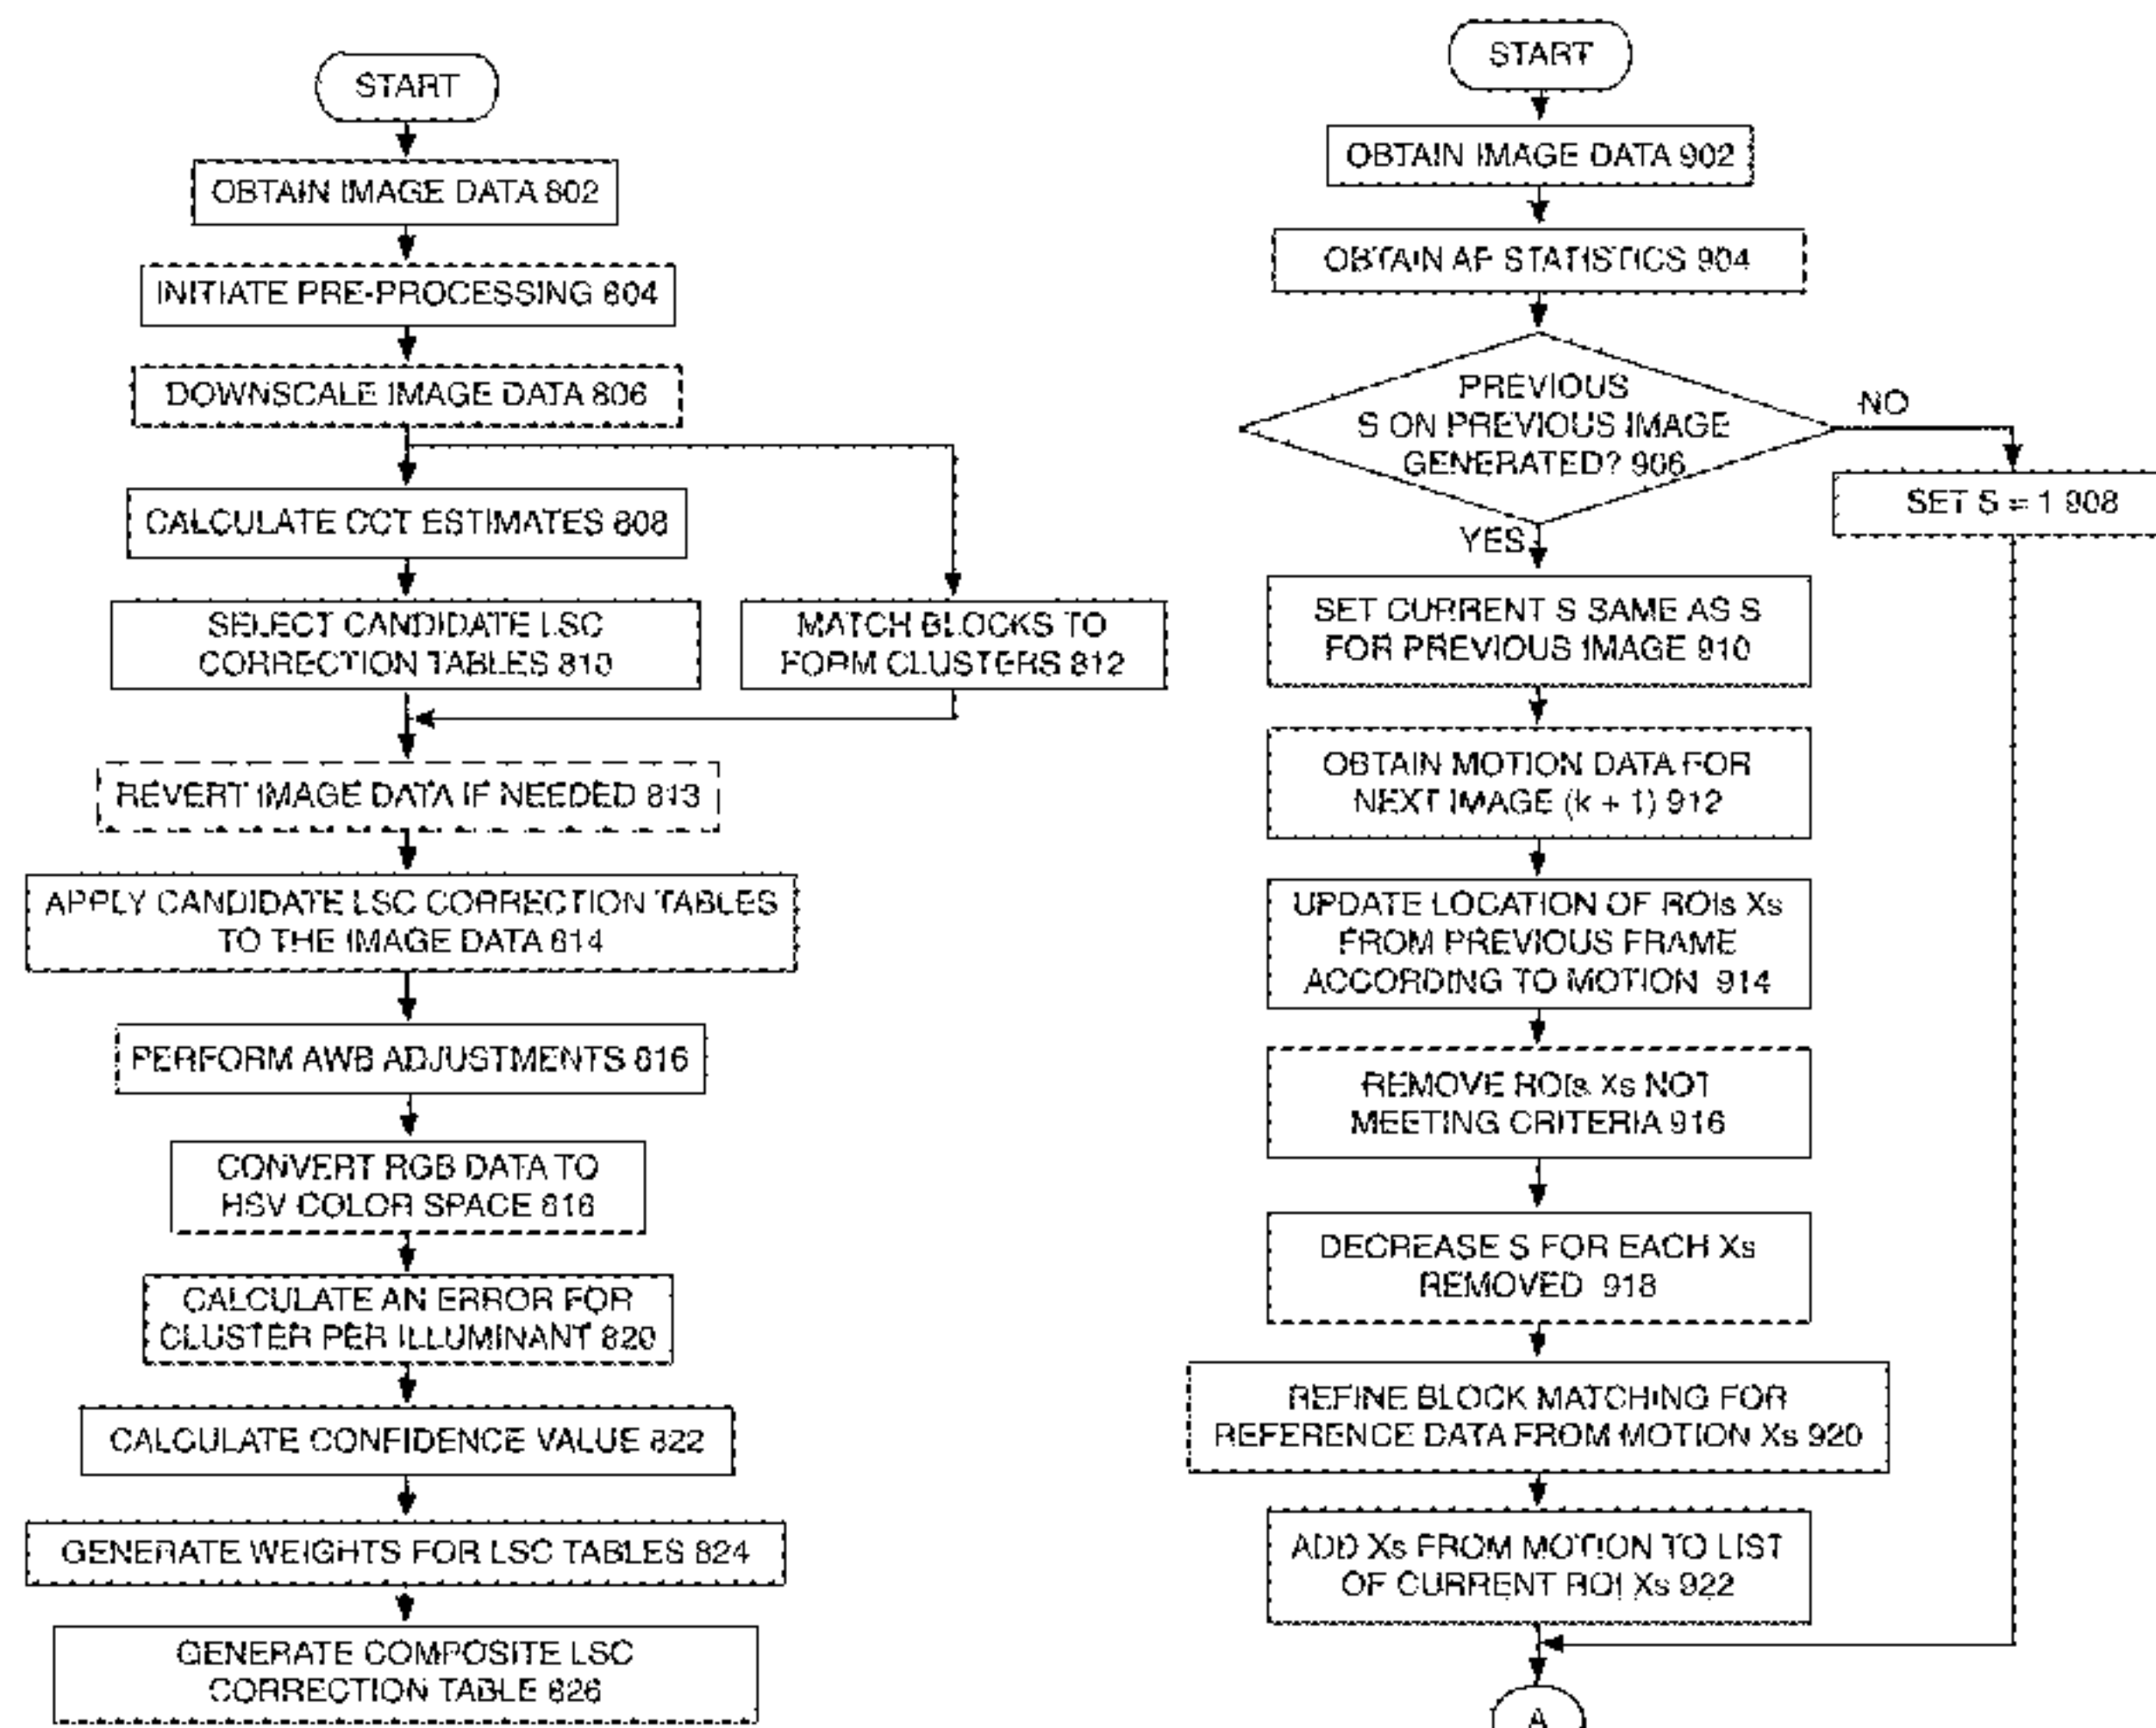 START
OBTAIN IMAGE DATA 802
INITIATE PRE-PROCESSING 804
DOWNSCALE IMAGE DATA 806
CALCULATE CCT ESTIMATES 808
SELECT CANDIDATE LSC
CORRECTION TABLES 810
MATCH BLOCKS TO
FORM CLUSTERS 812
REVERT IMAGE DATA IF NEEDED 813
APPLY CANDIDATE LSC CORRECTION TABLES
TO THE IMAGE DATA 814
PERFORM AWB ADJUSTMENTS 816
CONVERT RGB DATA TO
HSV COLOR SPACE 818
CALCULATE AN ERROR FOR
CLUSTER PER ILLUMINANT 820
CALCULATE CONFIDENCE VALUE 822
GENERATE WEIGHTS FOR LSC TABLES 824
GENERATE COMPOSITE LSC
CORRECTION TABLE 826
START
OBTAIN IMAGE DATA 902
OBTAIN AF STATISTICS 904
PREVIOUS
S ON PREVIOUS IMAGE
GENERATED? 906
NO
SET S = 1 908
YES
SET CURRENT S SAME AS S
FOR PREVIOUS IMAGE 910
OBTAIN MOTION DATA FOR
NEXT IMAGE (k + 1) 912
UPDATE LOCATION OF ROIs Xs
FROM PREVIOUS FRAME
ACCORDING TO MOTION 914
REMOVE ROIs Xs NOT
MEETING CRITERIA 916
DECREASE S FOR EACH Xs
REMOVED 918
REFINE BLOCK MATCHING FOR
REFERENCE DATA FROM MOTION Xs 920
ADD Xs FROM MOTION TO LIST
OF CURRENT ROI Xs 922
A